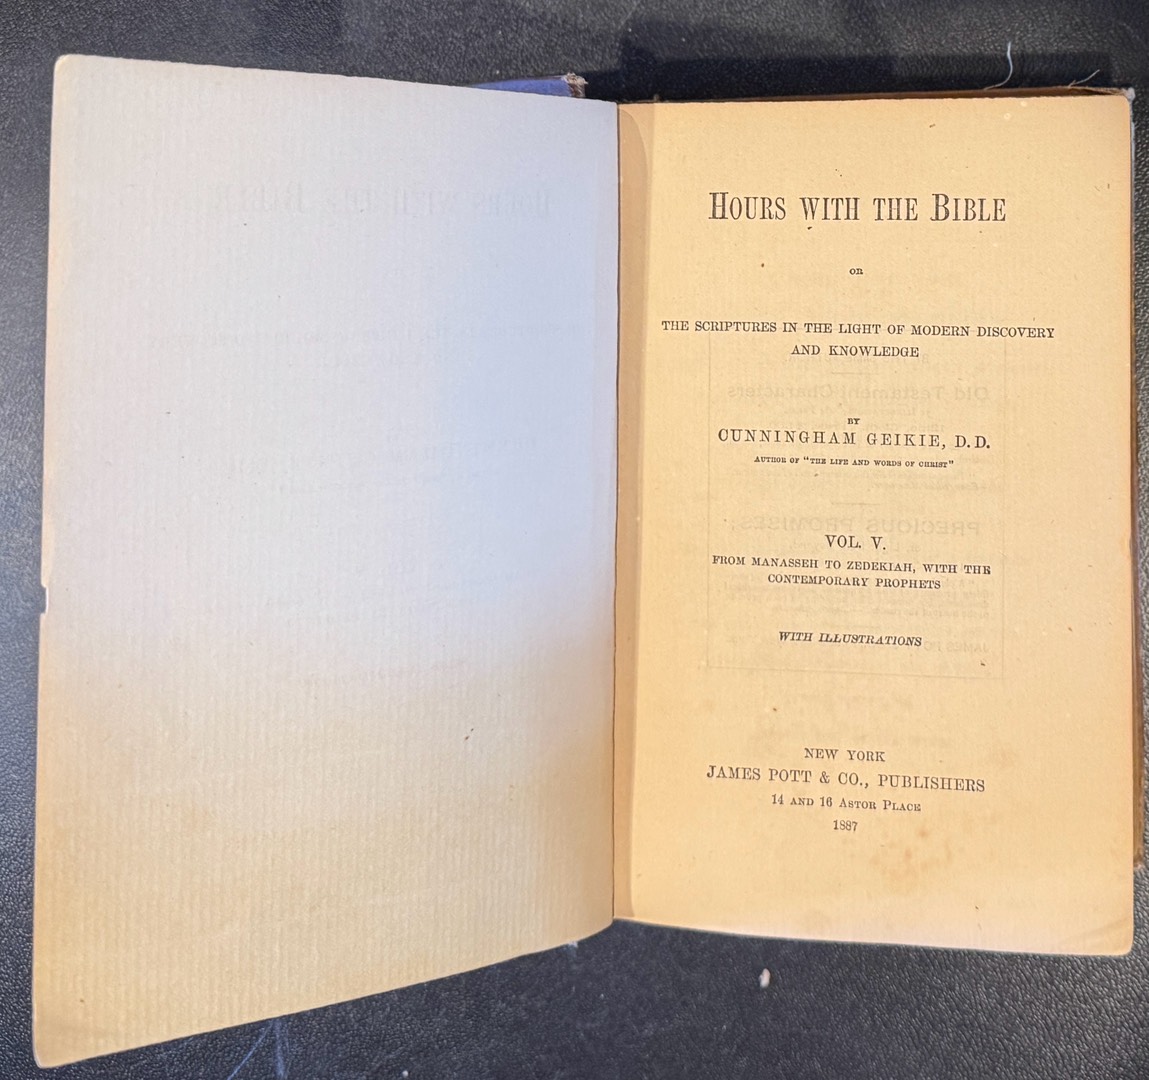 HOURS WITH THE BIBLE
OR
THE SCRIPTURES IN THE LIGHT OF MODERN DISCOVERY
AND KNOWLEDGE
BY
CUNNINGHAM GEIKIE, D.D.
AUTHOR OF "THE LIFE AND WORDS OF CHRIST"
VOL. V.
FROM MANASSEH TO ZEDEKIAH, WITH THE
CONTEMPORARY PROPHETS
WITH ILLUSTRATIONS
NEW YORK
JAMES POTT & CO., PUBLISHERS
14 AND 16 ASTOR PLACE
1887